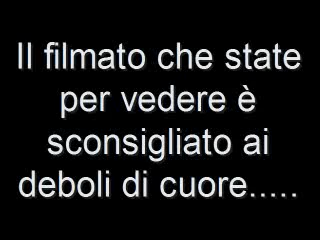 Il filmato che state
per vedere è
sconsigliato ai
deboli di cuore.....